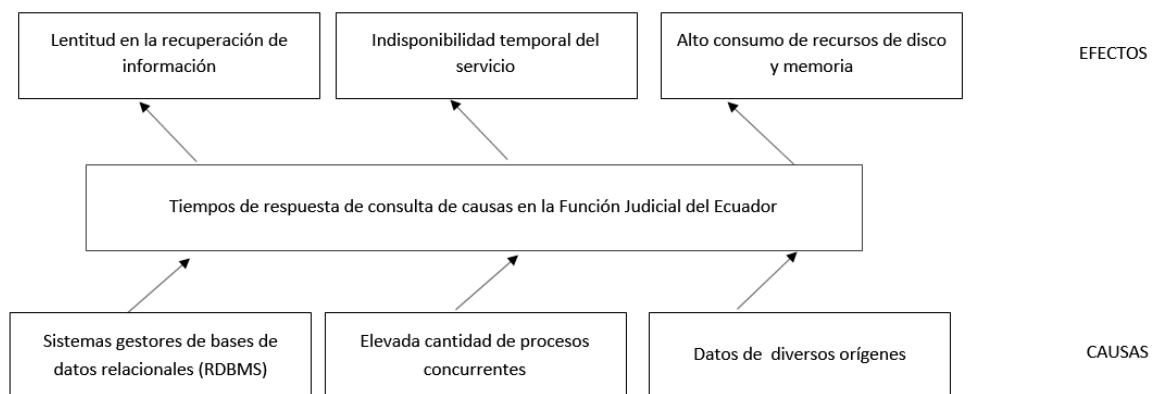 Lentitud en la recuperación de
información
Indisponibilidad temporal del
servicio
Alto consumo de recursos de disco
y memoria
EFECTOS
Tiempos de respuesta de consulta de causas en la Función Judicial del Ecuador
Sistemas gestores de bases de
datos relacionales (RDBMS)
Elevada cantidad de procesos
concurrentes
Datos de diversos orígenes
CAUSAS